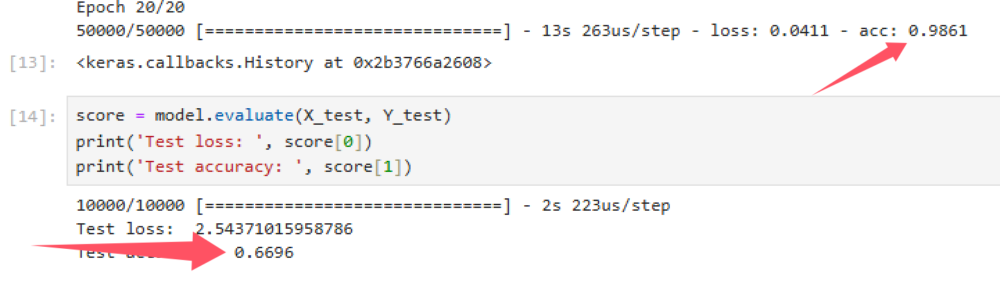 Epoch 20/20
50000/50000 [==============================] - 13s 263us/step - loss: 0.0411 - acc: 0.9861
[13]: <keras.callbacks.History at 0x2b3766a2608>
[14]: score = model.evaluate(X_test, Y_test)
print('Test loss: ', score[0])
print('Test accuracy: ', score[1])
10000/10000 [==============================] - 2s 223us/step
Test loss:  2.54371015958786
Test 0.6696